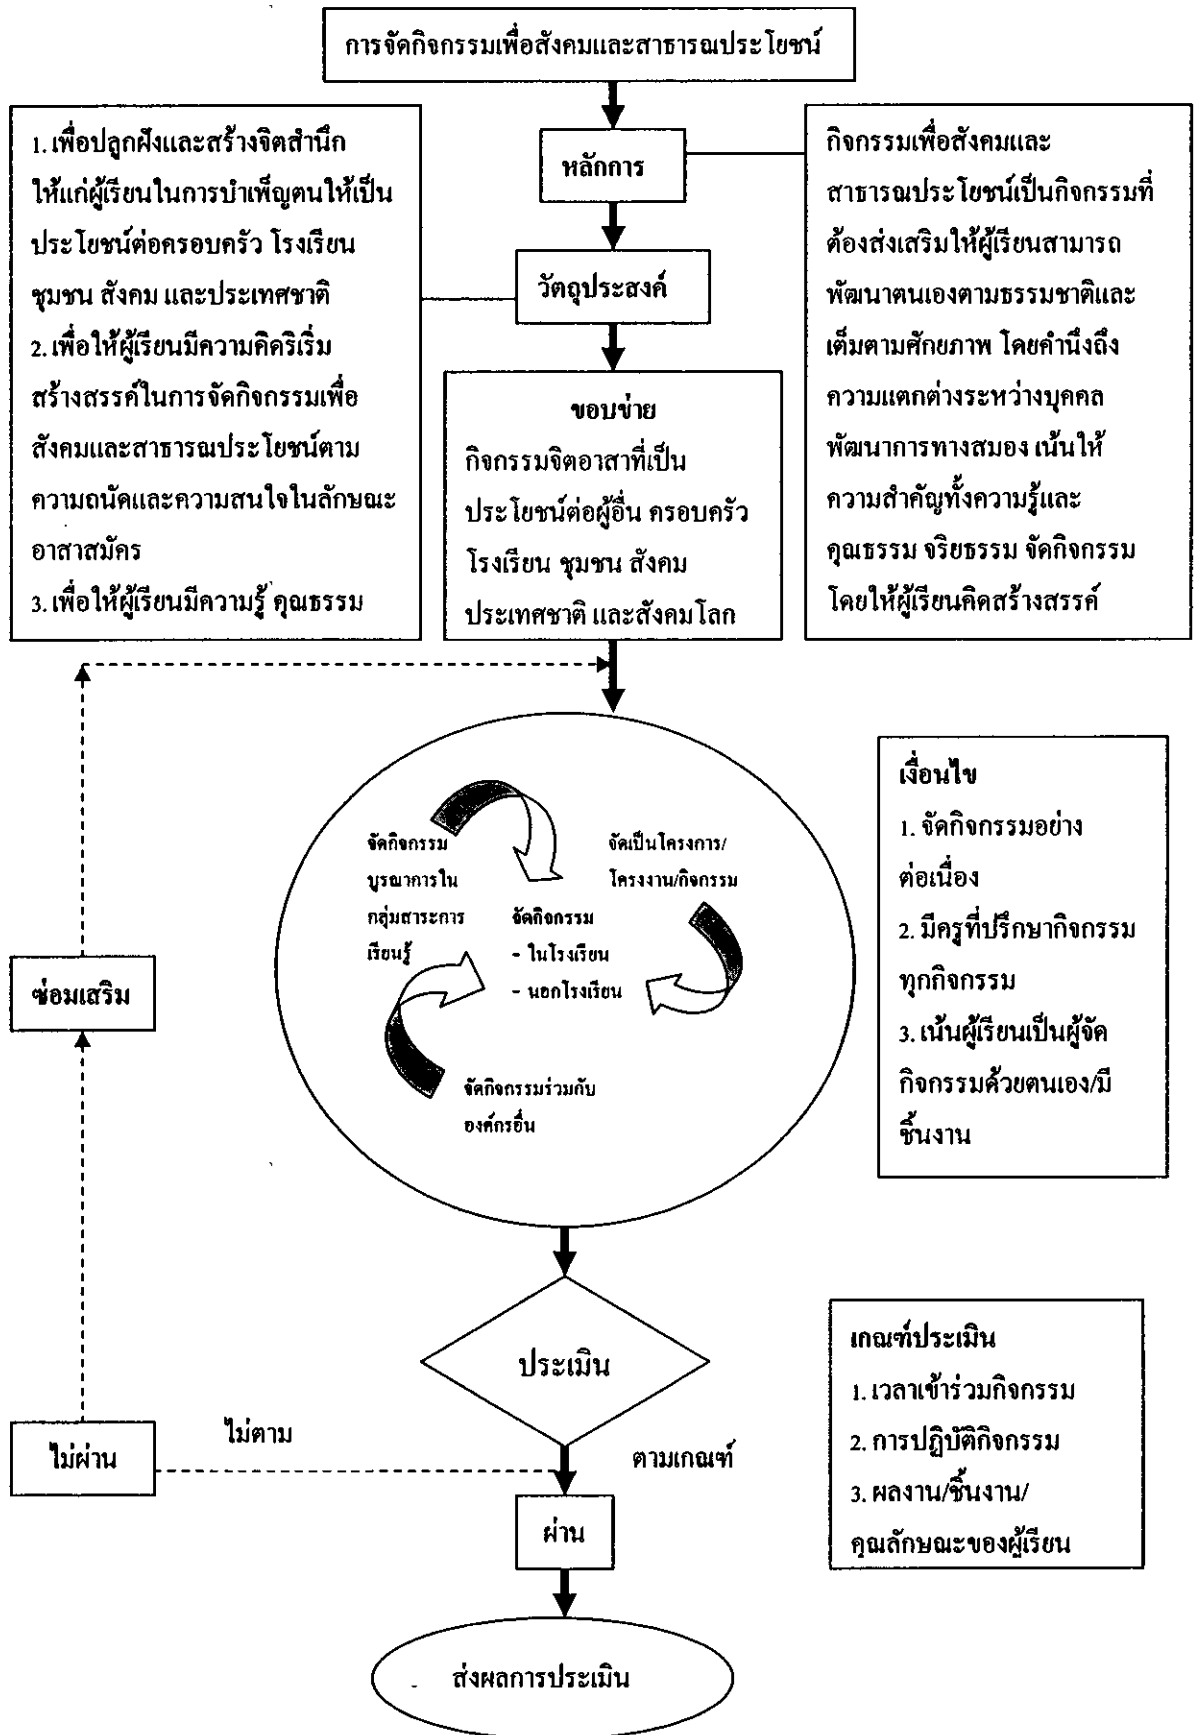 การจัดกิจกรรมเพื่อสังคมและสาธารณประโยชน์
หลักการ
กิจกรรมเพื่อสังคมและ
สาธารณประโยชน์เป็นกิจกรรมที่
ต้องส่งเสริมให้ผู้เรียนสามารถ
พัฒนาตนเองตามธรรมชาติและ
เต็มตามศักยภาพ โดยคำนึงถึง
ความแตกต่างระหว่างบุคคล
พัฒนาการทางสมอง เน้นให้
ความสำคัญทั้งความรู้และ
คุณธรรม จริยธรรม จัดกิจกรรม
โดยให้ผู้เรียนคิดสร้างสรรค์
วัตถุประสงค์
1. เพื่อปลูกฝังและสร้างจิตสำนึก
ให้แก่ผู้เรียนในการบำเพ็ญตนให้เป็น
ประโยชน์ต่อครอบครัว โรงเรียน
ชุมชน สังคม และประเทศชาติ
2. เพื่อให้ผู้เรียนมีความคิดริเริ่ม
สร้างสรรค์ในการจัดกิจกรรมเพื่อ
สังคมและสาธารณประโยชน์ตาม
ความถนัดและความสนใจในลักษณะ
อาสาสมัคร
3. เพื่อให้ผู้เรียนมีความรู้ คุณธรรม
ขอบข่าย
กิจกรรมจิตอาสาที่เป็น
ประโยชน์ต่อผู้อื่น ครอบครัว
โรงเรียน ชุมชน สังคม
ประเทศชาติ และสังคมโลก
จัดกิจกรรม
บูรณาการใน
กลุ่มสาระการ
เรียนรู้
จัดเป็นโครงการ/
โครงงาน/กิจกรรม
จัดกิจกรรม
- ในโรงเรียน
- นอกโรงเรียน
จัดกิจกรรมร่วมกับ
องค์กรอื่น
เงื่อนไข
1. จัดกิจกรรมอย่าง
ต่อเนื่อง
2. มีครูที่ปรึกษากิจกรรม
ทุกกิจกรรม
3. เน้นผู้เรียนเป็นผู้จัด
กิจกรรมด้วยตนเอง/มี
ชิ้นงาน
ซ่อมเสริม
ประเมิน
เกณฑ์ประเมิน
1. เวลาเข้าร่วมกิจกรรม
2. การปฏิบัติกิจกรรม
3. ผลงาน/ชิ้นงาน/
คุณลักษณะของผู้เรียน
ไม่ผ่าน
ไม่ตาม
ตามเกณฑ์
ผ่าน
ส่งผลการประเมิน